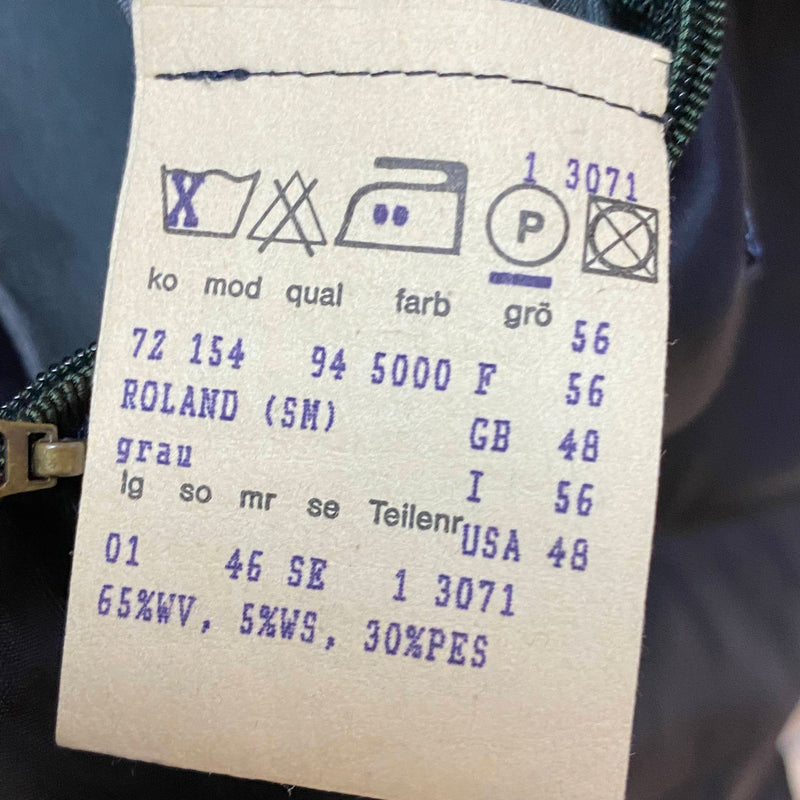 1 3071
X
P
ko mod qual farb grö
56
72 154 94 5000 F 56
ROLAND (SM) GB 48
grau I 56
lg so mr se Teilenr. USA 48
01 46 SE 1 3071
65%WV, 5%WS, 30%PES